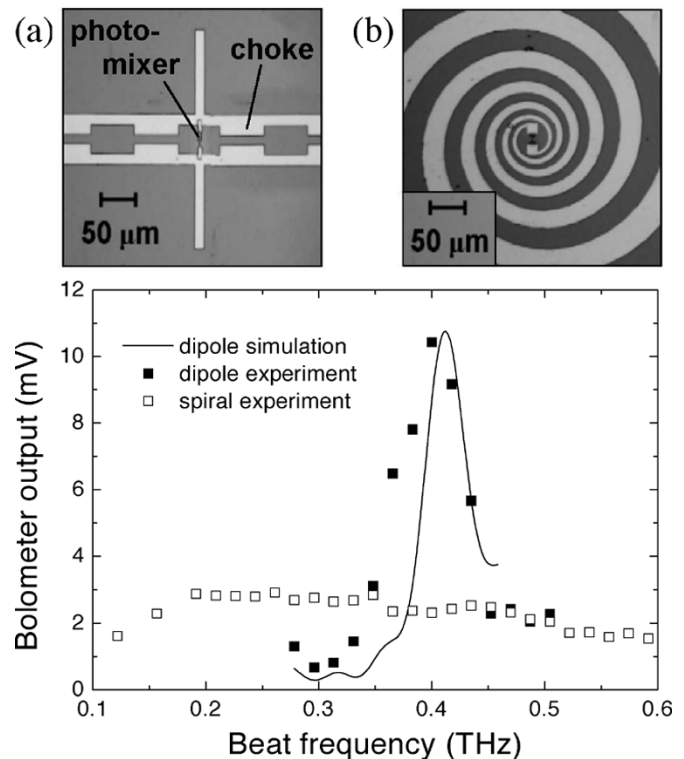 (a)
photo-
mixer
choke
50 μm
(b)
50 μm
12
10
8
6
4
2
0
Bolometer output (mV)
dipole simulation
dipole experiment
spiral experiment
0.1 0.2 0.3 0.4 0.5 0.6
Beat frequency (THz)